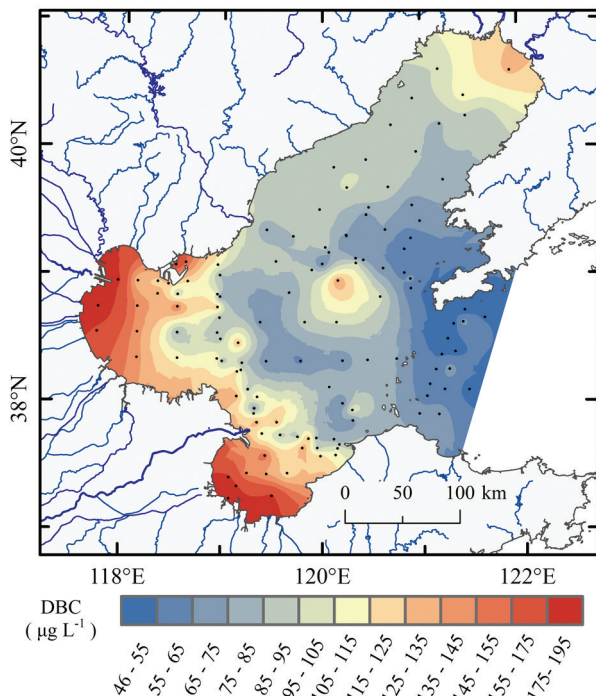 40°N
38°N
0 50 100 km
118°E 120°E 122°E
DBC
( μg L-1)
46 - 55
55 - 65
65 - 75
75 - 85
85 - 95
95 - 105
105 - 115
115 - 125
125 - 135
135 - 145
145 - 155
155 - 175
175- 195